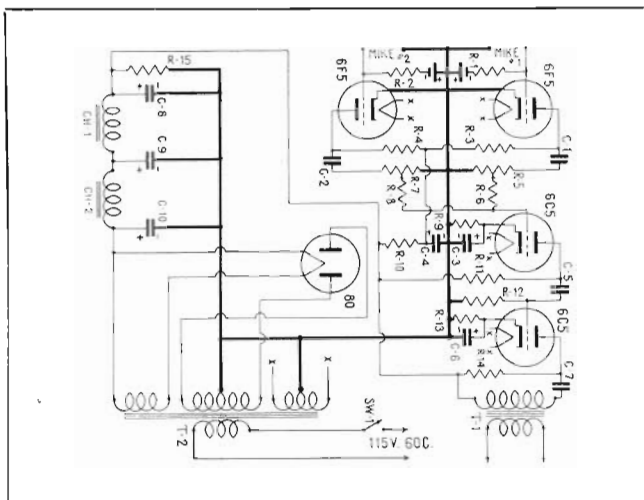 R-15
C-8
CH-1
C-9
CH-2
C-10
80
T-2
SW-1
115V. 60C.
MIKE #2
MIKE #1
6F5
6F5
R-1
R-2
R-4
R-3
C-1
C-2
R-7
R-5
R-8
R-6
6C5
R-9
C-4
C-3
R-10
R-11
C-5
R-12
6C5
R-13
C-6
R14
C-7
T-1
x
x
x
x
x
x
x
x
x
x